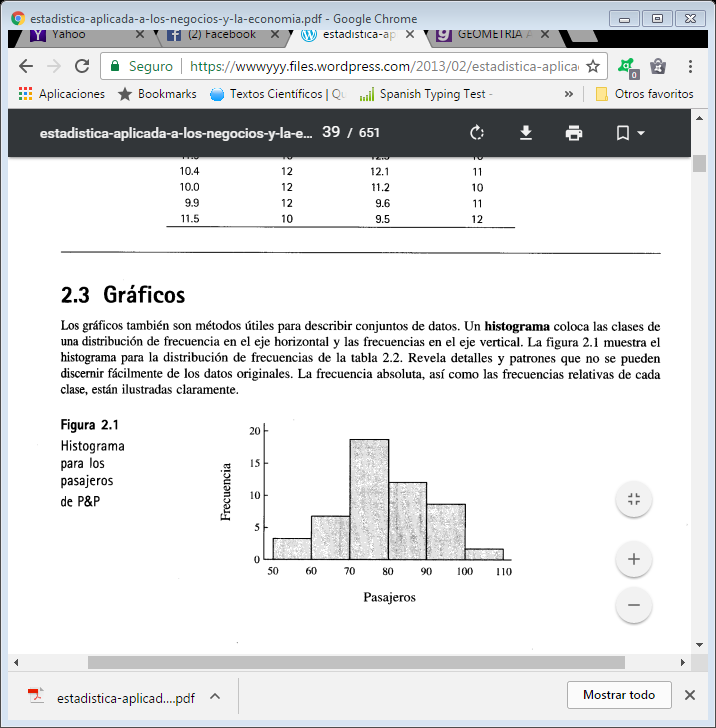 estadistica-aplicada-a-los-negocios-y-la-economia.pdf - Google Chrome
Yahoo (2) Facebook estadistica-ap GEOMETRIA A
Seguro https://wwwyyy.files.wordpress.com/2013/02/estadistica-aplica
Aplicaciones Bookmarks Textos Científicos | Qu Spanish Typing Test - » Otros favoritos
estadistica-aplicada-a-los-negocios-y-la-e... 39 / 651
10.4 12 12.1 11
10.0 12 11.2 10
9.9 12 9.6 11
11.5 10 9.5 12
2.3 Gráficos
Los gráficos también son métodos útiles para describir conjuntos de datos. Un histograma coloca las clases de
una distribución de frecuencia en el eje horizontal y las frecuencias en el eje vertical. La figura 2.1 muestra el
histograma para la distribución de frecuencias de la tabla 2.2. Revela detalles y patrones que no se pueden
discernir fácilmente de los datos originales. La frecuencia absoluta, así como las frecuencias relativas de cada
clase, están ilustradas claramente.
Figura 2.1
Histograma
para los
pasajeros
de P&P
Frecuencia
20
15
10
5
0
50 60 70 80 90 100 110
Pasajeros
estadistica-aplicad....pdf
Mostrar todo